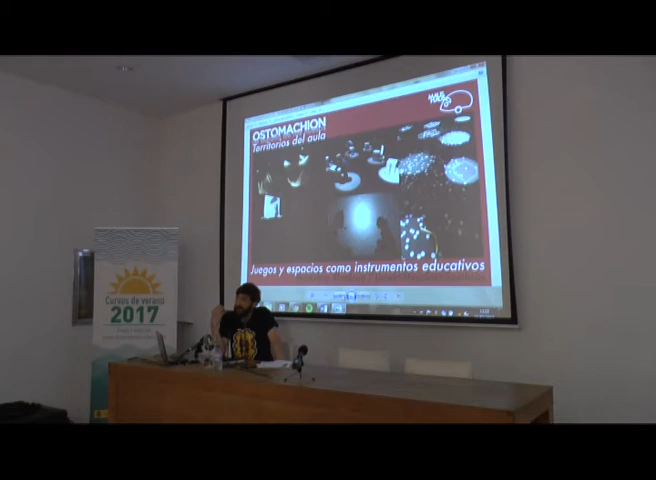 OSTOMACHION
Territorios del aula
Juegos y espacios como instrumentos educativos
Cursos de verano
2017